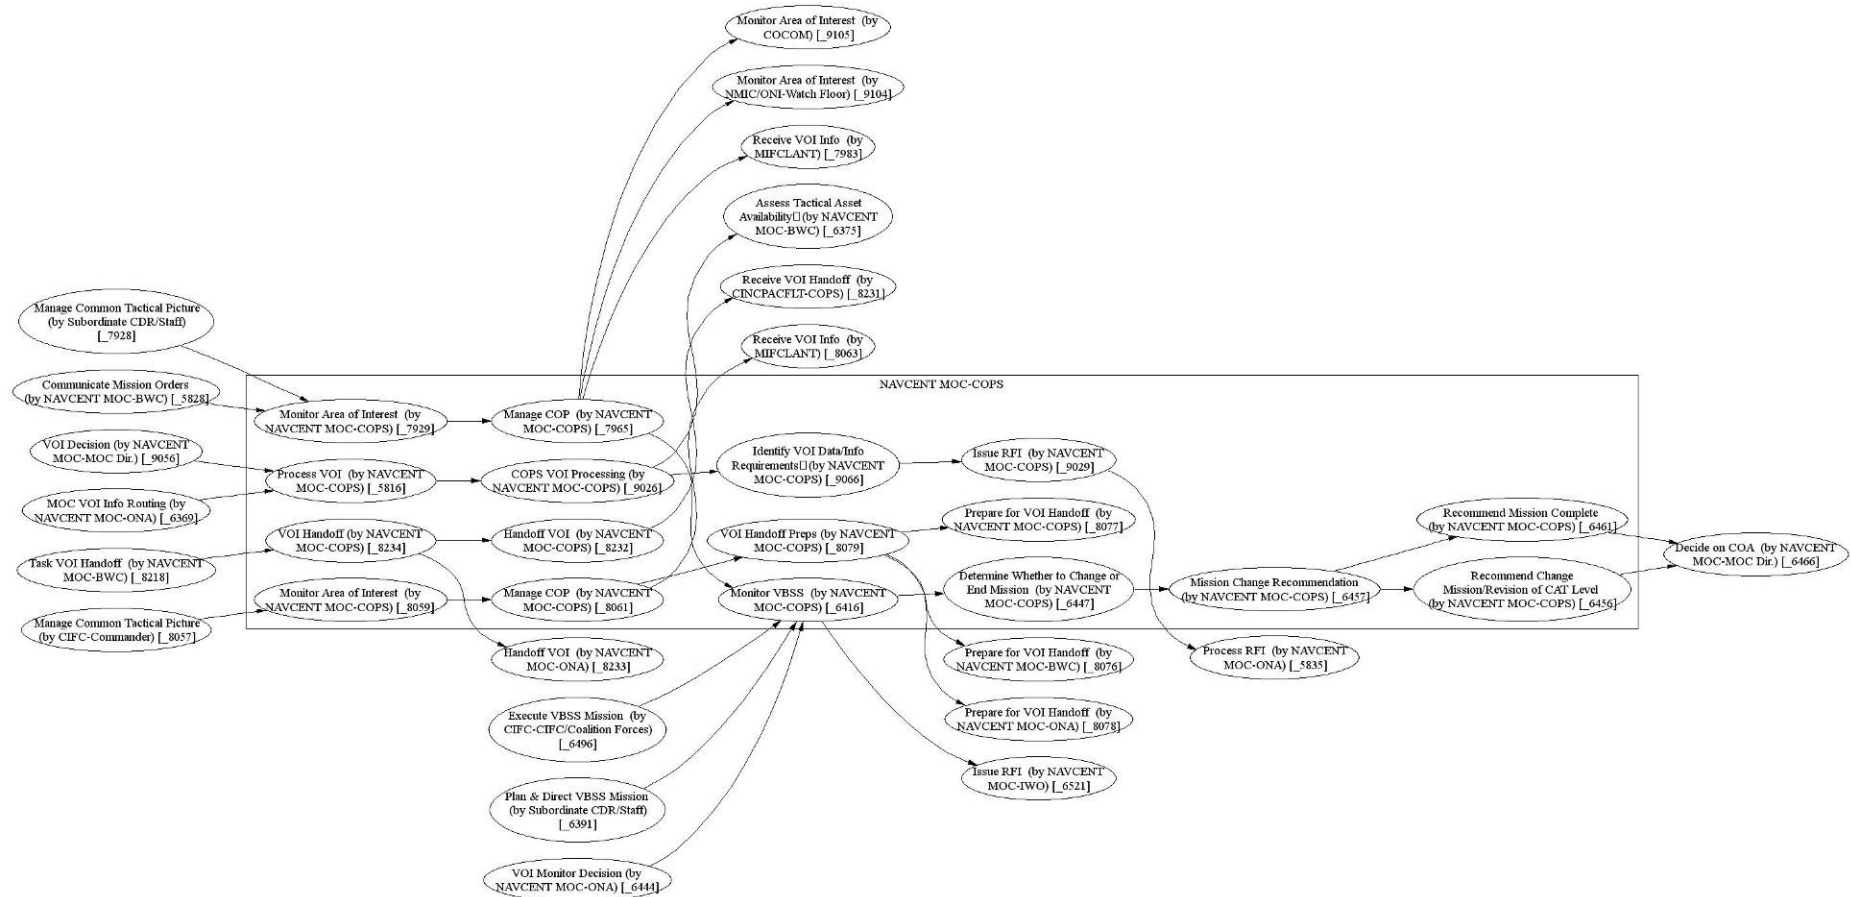 Monitor Area of Interest (by
COCOM) [_9105]
Monitor Area of Interest (by
NMIC/ONI-Watch Floor) [_9104]
Receive VOI Info (by
MIFCLANT) [_7983]
Assess Tactical Asset
Availability□ (by NAVCENT
MOC-BWC) [_6375]
Receive VOI Handoff (by
CINCPACFLT-COPS) [_8231]
Receive VOI Info (by
MIFCLANT) [_8063]
Manage Common Tactical Picture
(by Subordinate CDR/Staff)
[_7928]
Communicate Mission Orders
(by NAVCENT MOC-BWC) [_5828]
VOI Decision (by NAVCENT
MOC-MOC Dir.) [_9056]
MOC VOI Info Routing (by
NAVCENT MOC-ONA) [_6369]
Task VOI Handoff (by NAVCENT
MOC-BWC) [_8218]
Manage Common Tactical Picture
(by CIFC-Commander) [_8057]
NAVCENT MOC-COPS
Monitor Area of Interest (by
NAVCENT MOC-COPS) [_7929]
Manage COP (by NAVCENT
MOC-COPS) [_7965]
Process VOI (by NAVCENT
MOC-COPS) [_5816]
COPS VOI Processing (by
NAVCENT MOC-COPS) [_9026]
Identify VOI Data/Info
Requirements□ (by NAVCENT
MOC-COPS) [_9066]
Issue RFI (by NAVCENT
MOC-COPS) [_9029]
VOI Handoff (by NAVCENT
MOC-COPS) [_8234]
Handoff VOI (by NAVCENT
MOC-COPS) [_8232]
VOI Handoff Preps (by NAVCENT
MOC-COPS) [_8079]
Prepare for VOI Handoff (by
NAVCENT MOC-COPS) [_8077]
Monitor Area of Interest (by
NAVCENT MOC-COPS) [_8059]
Manage COP (by NAVCENT
MOC-COPS) [_8061]
Monitor VBSS (by NAVCENT
MOC-COPS) [_6416]
Determine Whether to Change or
End Mission (by NAVCENT
MOC-COPS) [_6447]
Mission Change Recommendation
(by NAVCENT MOC-COPS) [_6457]
Recommend Mission Complete
(by NAVCENT MOC-COPS) [_6461]
Recommend Change
Mission/Revision of CAT Level
(by NAVCENT MOC-COPS) [_6456]
Decide on COA (by NAVCENT
MOC-MOC Dir.) [_6466]
Handoff VOI (by NAVCENT
MOC-ONA) [_8233]
Prepare for VOI Handoff (by
NAVCENT MOC-BWC) [_8076]
Process RFI (by NAVCENT
MOC-ONA) [_5835]
Execute VBSS Mission (by
CIFC-CIFC/Coalition Forces)
[_6496]
Prepare for VOI Handoff (by
NAVCENT MOC-ONA) [_8078]
Plan & Direct VBSS Mission
(by Subordinate CDR/Staff)
[_6391]
Issue RFI (by NAVCENT
MOC-IWO) [_6521]
VOI Monitor Decision (by
NAVCENT MOC-ONA) [_6444]